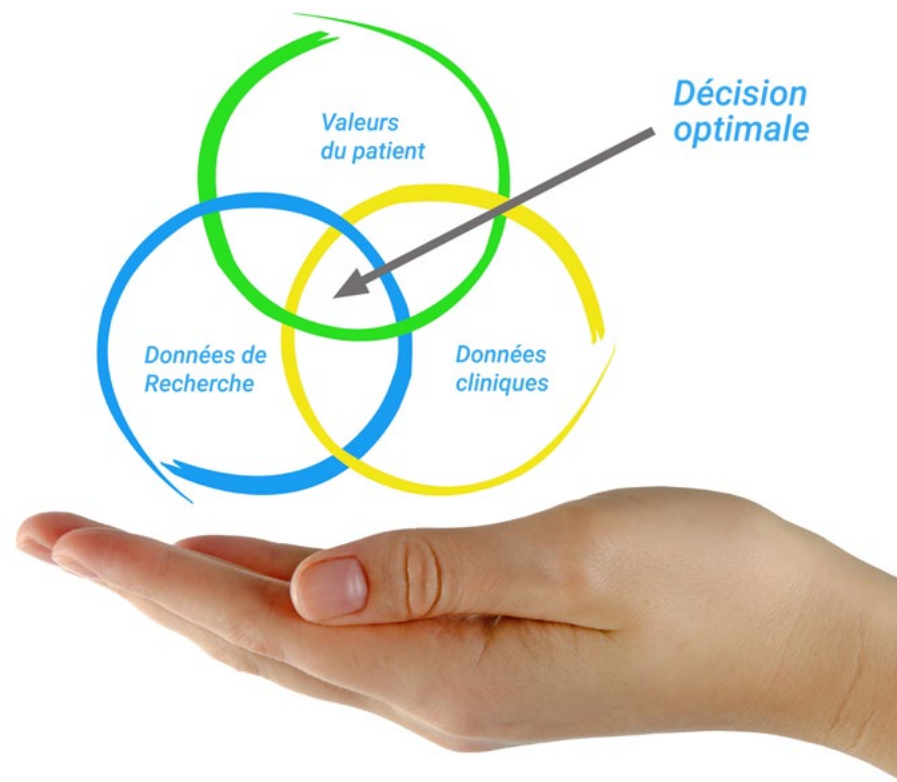 Valeurs
du patient
Décision
optimale
Données de
Recherche
Données
cliniques